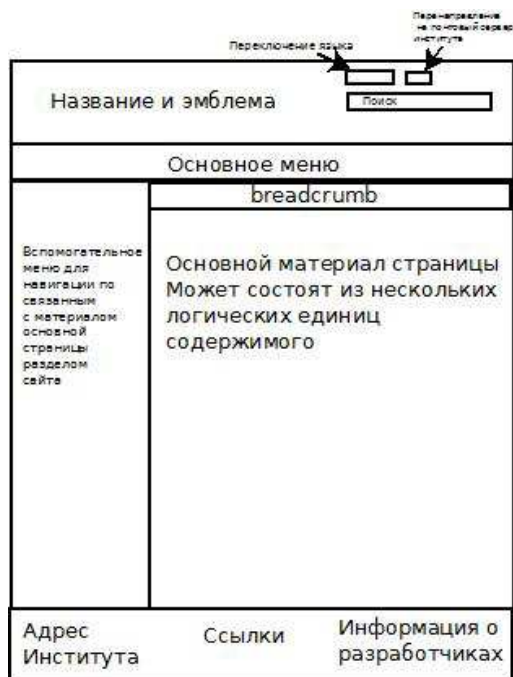 Перенаправление
на почтовый сервер
института
Переключение языка
Название и эмблема
Поиск
Основное меню
breadcrumb
Вспомогательное
меню для
навигации по
связанным
с материалом
основной
страницы
разделом
сайта
Основной материал страницы
Может состоят из нескольких
логических единиц
содержимого
Адрес
Института
Ссылки
Информация о
разработчиках